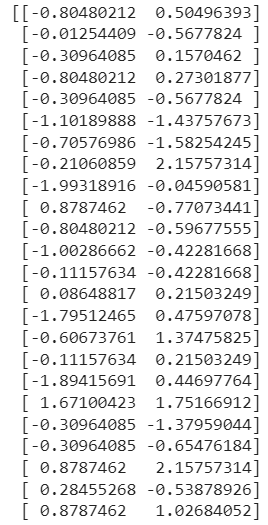 [[-0.80480212  0.50496393]
[-0.01254409 -0.5677824 ]
[-0.30964085  0.1570462 ]
[-0.80480212  0.27301877]
[-0.30964085 -0.5677824 ]
[-1.10189888 -1.43757673]
[-0.70576986 -1.58254245]
[-0.21060859  2.15757314]
[-1.99318916 -0.04590581]
[ 0.8787462  -0.77073441]
[-0.80480212 -0.59677555]
[-1.00286662 -0.42281668]
[-0.11157634 -0.42281668]
[ 0.08648817  0.21503249]
[-1.79512465  0.47597078]
[-0.60673761  1.37475825]
[-0.11157634  0.21503249]
[-1.89415691  0.44697764]
[ 1.67100423  1.75166912]
[-0.30964085 -1.37959044]
[-0.30964085 -0.65476184]
[ 0.8787462   2.15757314]
[ 0.28455268 -0.53878926]
[ 0.8787462   1.02684052]